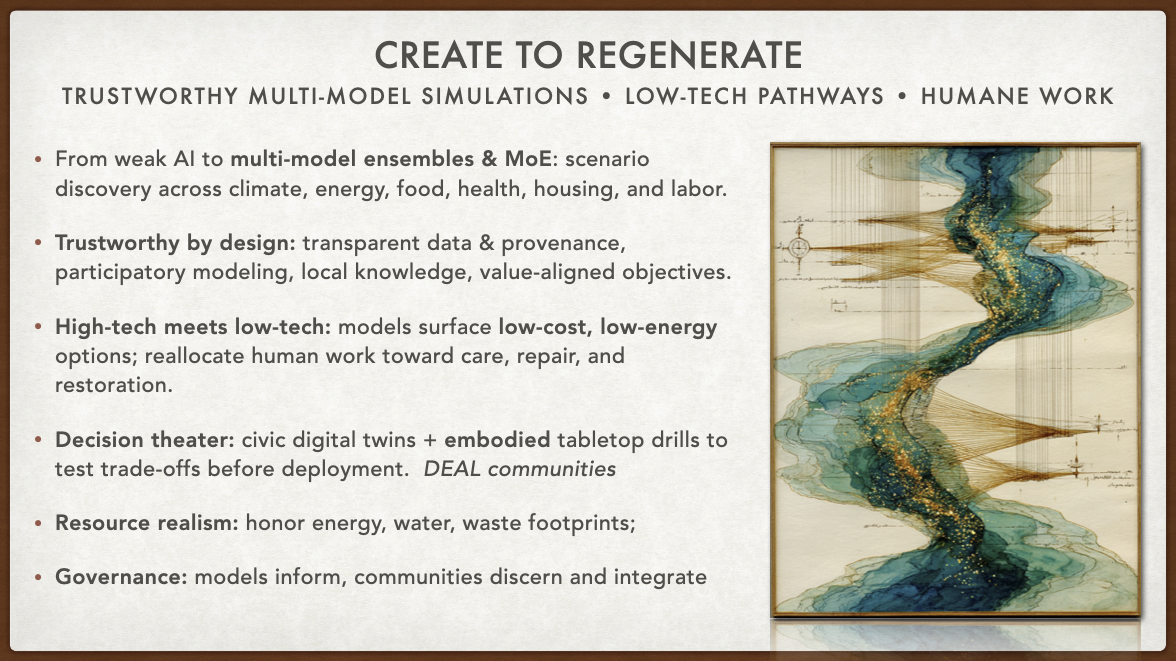 CREATE TO REGENERATE
TRUSTWORTHY MULTI-MODEL SIMULATIONS • LOW-TECH PATHWAYS • HUMANE WORK
• From weak AI to multi-model ensembles & MoE: scenario
discovery across climate, energy, food, health, housing, and labor.
• Trustworthy by design: transparent data & provenance,
participatory modeling, local knowledge, value-aligned objectives.
• High-tech meets low-tech: models surface low-cost, low-energy
options; reallocate human work toward care, repair, and
restoration.
• Decision theater: civic digital twins + embodied tabletop drills to
test trade-offs before deployment. DEAL communities
• Resource realism: honor energy, water, waste footprints;
• Governance: models inform, communities discern and integrate